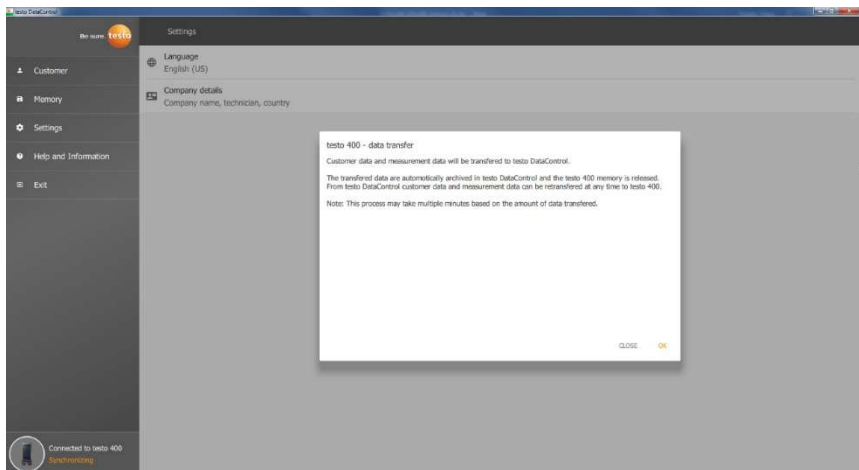 testo DataControl
Be sure. testo
Settings
Customer
Memory
Settings
Help and Information
Exit
Language
English (US)
Company details
Company name, technician, country
testo 400 - data transfer
Customer data and measurement data will be transfered to testo DataControl.
The transfered data are automatically archived in testo DataControl and the testo 400 memory is released.
From testo DataControl customer data and measurement data can be retransfered at any time to testo 400.
Note: This process may take multiple minutes based on the amount of data transfered.
CLOSE OK
Connected to testo 400
Synchronizing